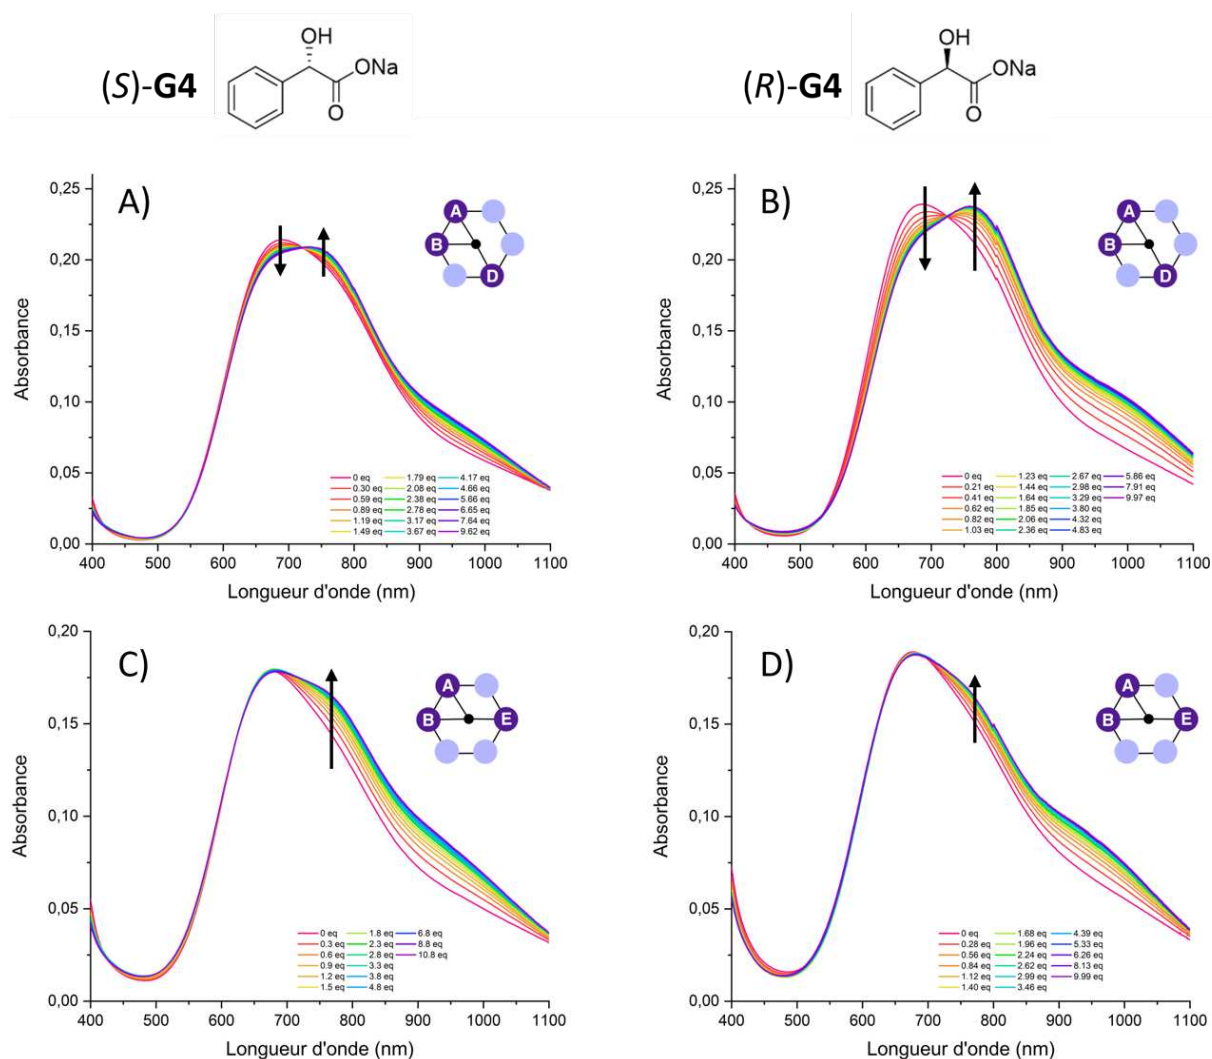 (S)-G4
OH
ONa
O
(R)-G4
OH
ONa
O
A)
A
B
D
0,25
0,20
0,15
0,10
0,05
0,00
Absorbance
0 eq 1.79 eq 4.17 eq
0.30 eq 2.08 eq 4.66 eq
0.59 eq 2.38 eq 5.66 eq
0.89 eq 2.78 eq 6.65 eq
1.19 eq 3.17 eq 7.64 eq
1.49 eq 3.67 eq 9.62 eq
400 500 600 700 800 900 1000 1100
Longueur d'onde (nm)
B)
A
B
D
0,25
0,20
0,15
0,10
0,05
0,00
Absorbance
0 eq 1.23 eq 2.67 eq 5.86 eq
0.21 eq 1.44 eq 2.98 eq 7.91 eq
0.41 eq 1.64 eq 3.29 eq 9.97 eq
0.62 eq 1.85 eq 3.80 eq
0.82 eq 2.06 eq 4.32 eq
1.03 eq 2.36 eq 4.83 eq
400 500 600 700 800 900 1000 1100
Longueur d'onde (nm)
C)
A
B
E
0,20
0,15
0,10
0,05
0,00
Absorbance
0 eq 1.8 eq 6.8 eq
0.3 eq 2.3 eq 8.8 eq
0.6 eq 2.8 eq 10.8 eq
0.9 eq 3.3 eq
1.2 eq 3.8 eq
1.5 eq 4.8 eq
400 500 600 700 800 900 1000 1100
Longueur d'onde (nm)
D)
A
B
E
0,20
0,15
0,10
0,05
0,00
Absorbance
0 eq 1.68 eq 4.39 eq
0.28 eq 1.96 eq 5.33 eq
0.56 eq 2.24 eq 6.26 eq
0.84 eq 2.62 eq 8.13 eq
1.12 eq 2.99 eq 9.99 eq
1.40 eq 3.46 eq
400 500 600 700 800 900 1000 1100
Longueur d'onde (nm)